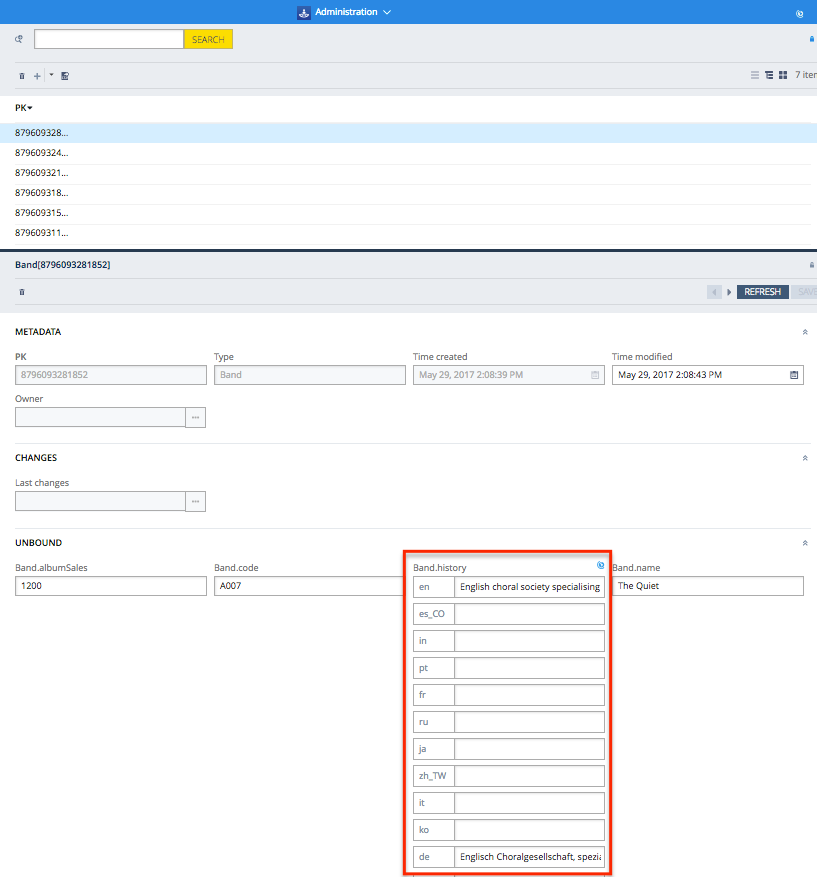 Administration
SEARCH
7 iter
PK
879609328...
879609324...
879609321...
879609318...
879609315...
879609311...
Band[8796093281852]
REFRESH SAVE
METADATA
PK Type Time created Time modified
8796093281852 Band May 29, 2017 2:08:39 PM May 29, 2017 2:08:43 PM
Owner
...
CHANGES
Last changes
...
UNBOUND
Band.albumSales Band.code Band.history Band.name
1200 A007 en English choral society specialising The Quiet
es_CO
in
pt
fr
ru
ja
zh_TW
it
ko
de Englisch Choralgesellschaft, spezia